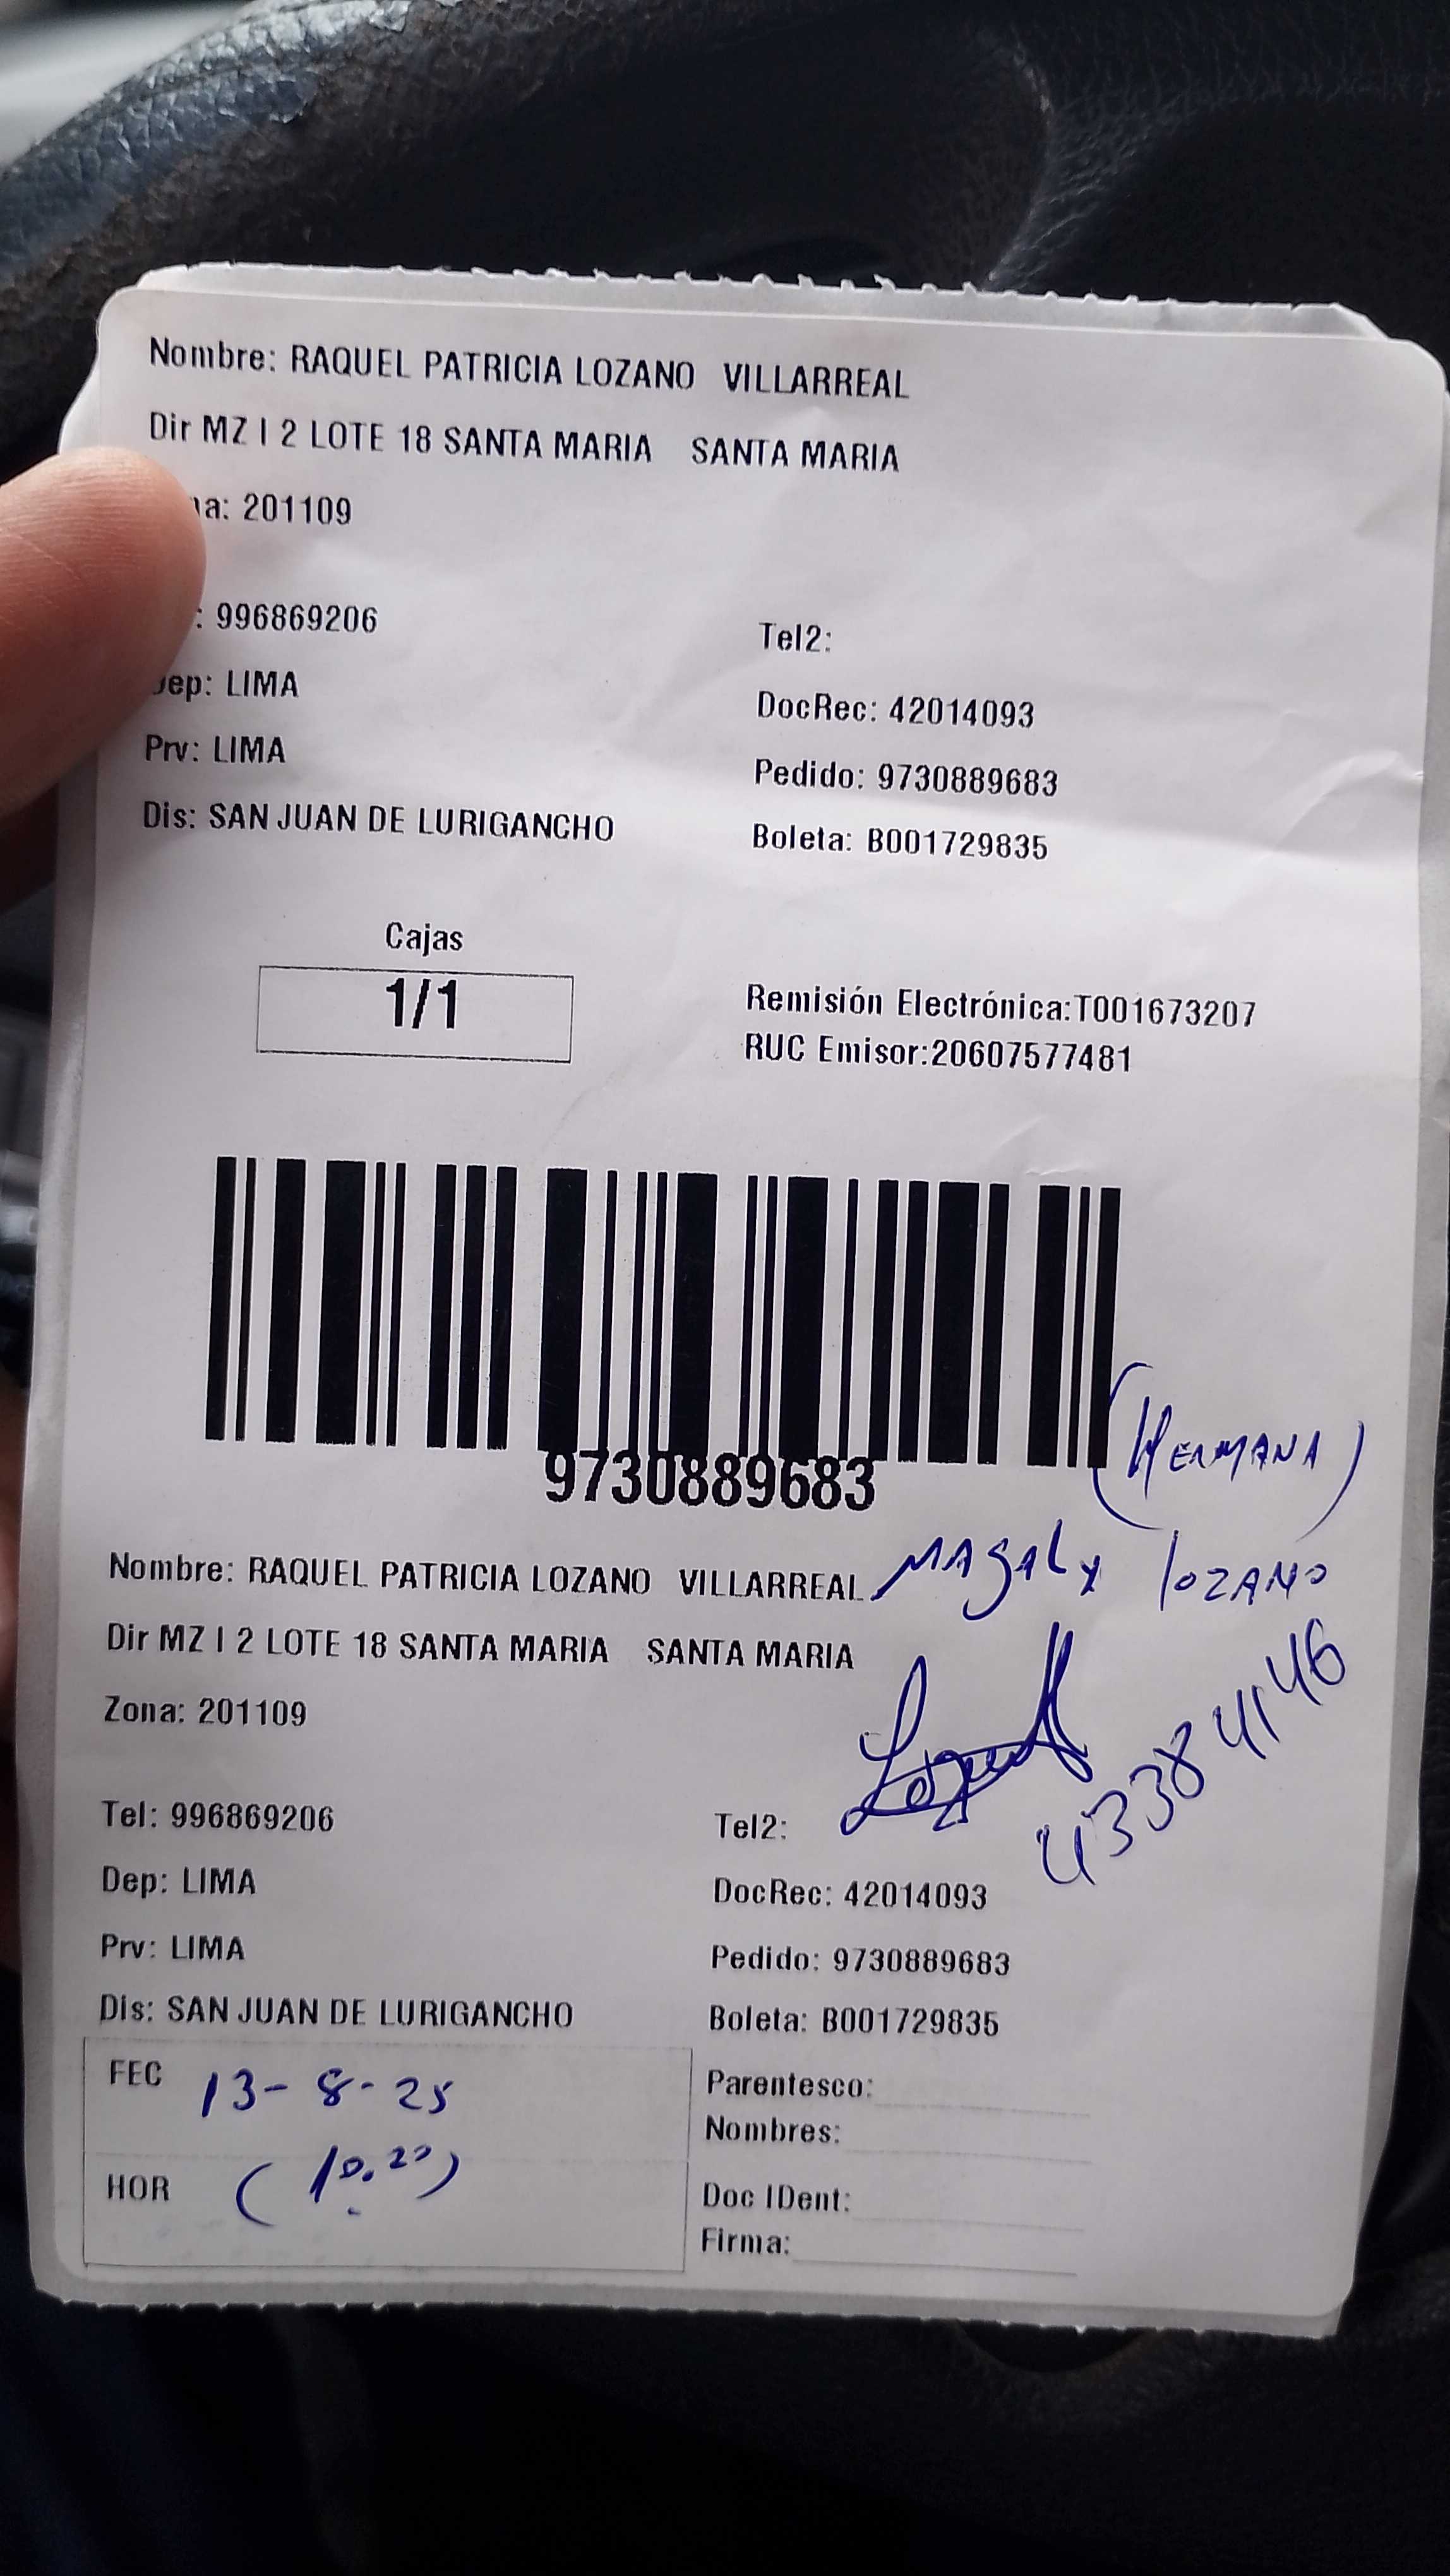 Nombre: RAQUEL PATRICIA LOZANO VILLARREAL
Dir MZ I 2 LOTE 18 SANTA MARIA SANTA MARIA
na: 201109
: 996869206
Tel2:
ep: LIMA
DocRec: 42014093
Prv: LIMA
Pedido: 9730889683
Dis: SAN JUAN DE LURIGANCHO
Boleta: B001729835
Cajas
1/1
Remisión Electrónica:T001673207
RUC Emisor:20607577481
9730889683
(HERMANA)
Nombre: RAQUEL PATRICIA LOZANO VILLARREAL
MAGALY LOZANO
Dir MZ I 2 LOTE 18 SANTA MARIA SANTA MARIA
Zona: 201109
43384146
Tel: 996869206
Tel2:
Dep: LIMA
DocRec: 42014093
Prv: LIMA
Pedido: 9730889683
Dis: SAN JUAN DE LURIGANCHO
Boleta: B001729835
FEC 13-8-25
Parentesco:
Nombres:
HOR (10.20)
Doc IDent:
Firma: